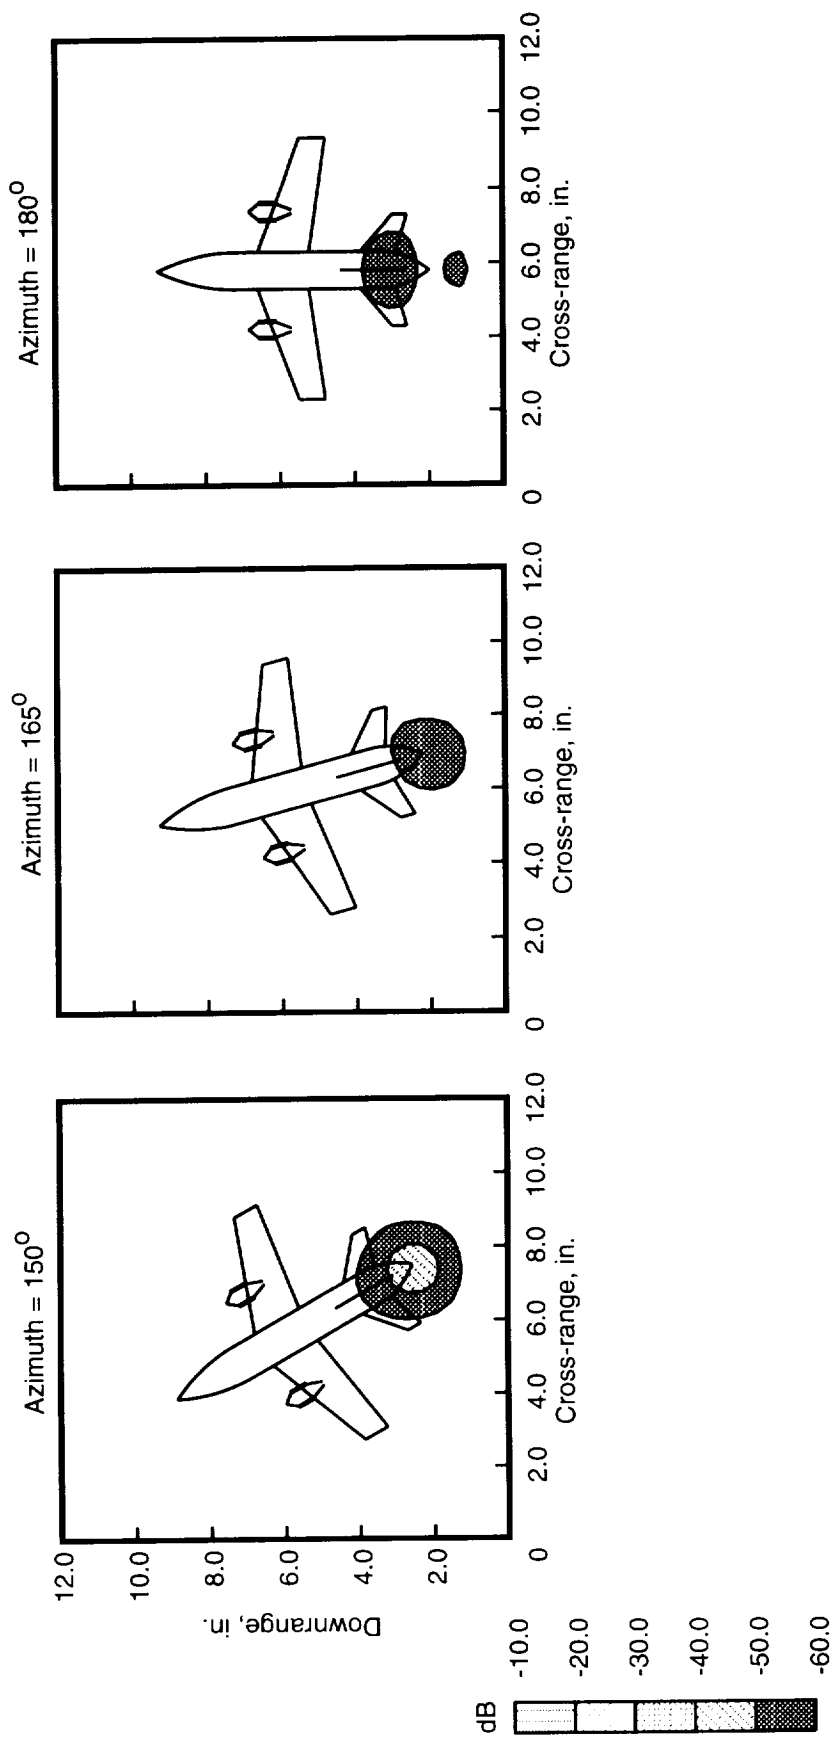 Azimuth = 150⁰
Azimuth = 165⁰
Azimuth = 180⁰
12.0
10.0
8.0
6.0
4.0
2.0
Downrange, in.
0 2.0 4.0 6.0 8.0 10.0 12.0
Cross-range, in.
0 2.0 4.0 6.0 8.0 10.0 12.0
Cross-range, in.
0 2.0 4.0 6.0 8.0 10.0 12.0
Cross-range, in.
dB
-10.0
-20.0
-30.0
-40.0
-50.0
-60.0